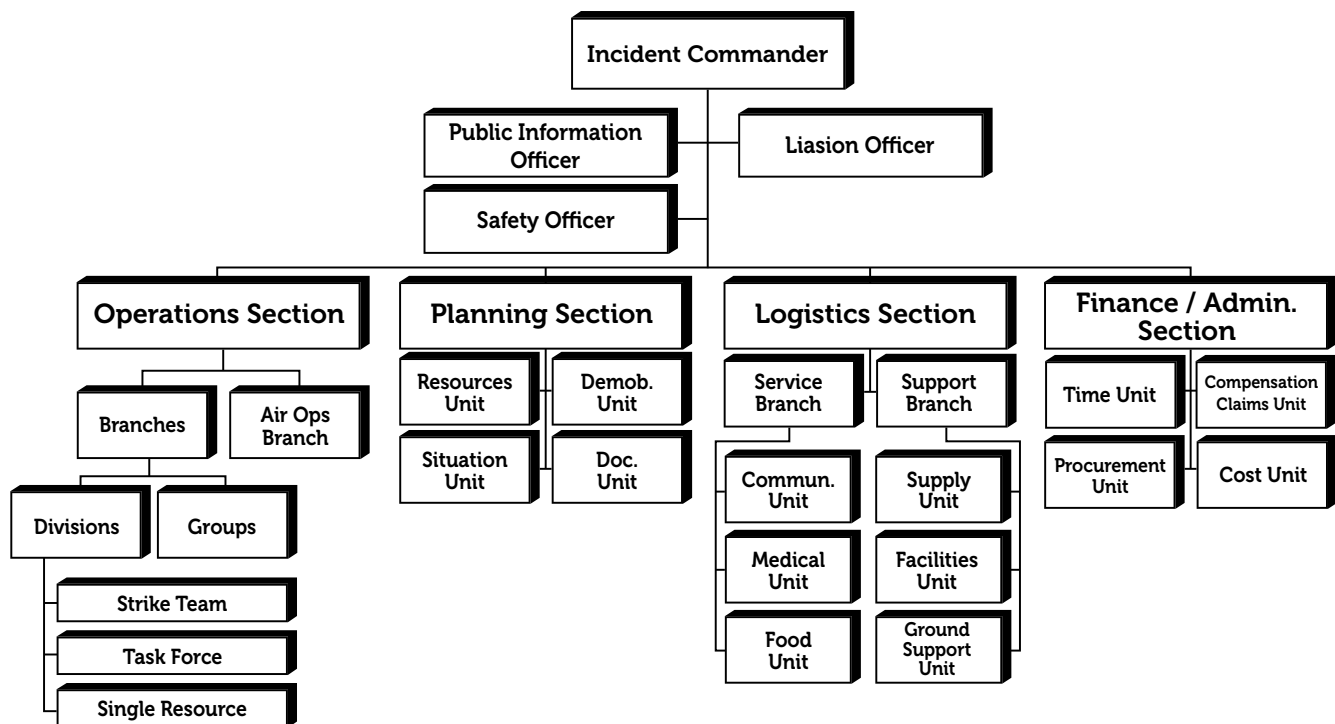 Incident Commander
Public Information
Officer
Liasion Officer
Safety Officer
Operations Section
Planning Section
Logistics Section
Finance / Admin.
Section
Branches
Air Ops
Branch
Divisions
Groups
Strike Team
Task Force
Single Resource
Resources
Unit
Demob.
Unit
Situation
Unit
Doc.
Unit
Service
Branch
Support
Branch
Commun.
Unit
Supply
Unit
Medical
Unit
Facilities
Unit
Food
Unit
Ground
Support
Unit
Time Unit
Compensation
Claims Unit
Procurement
Unit
Cost Unit